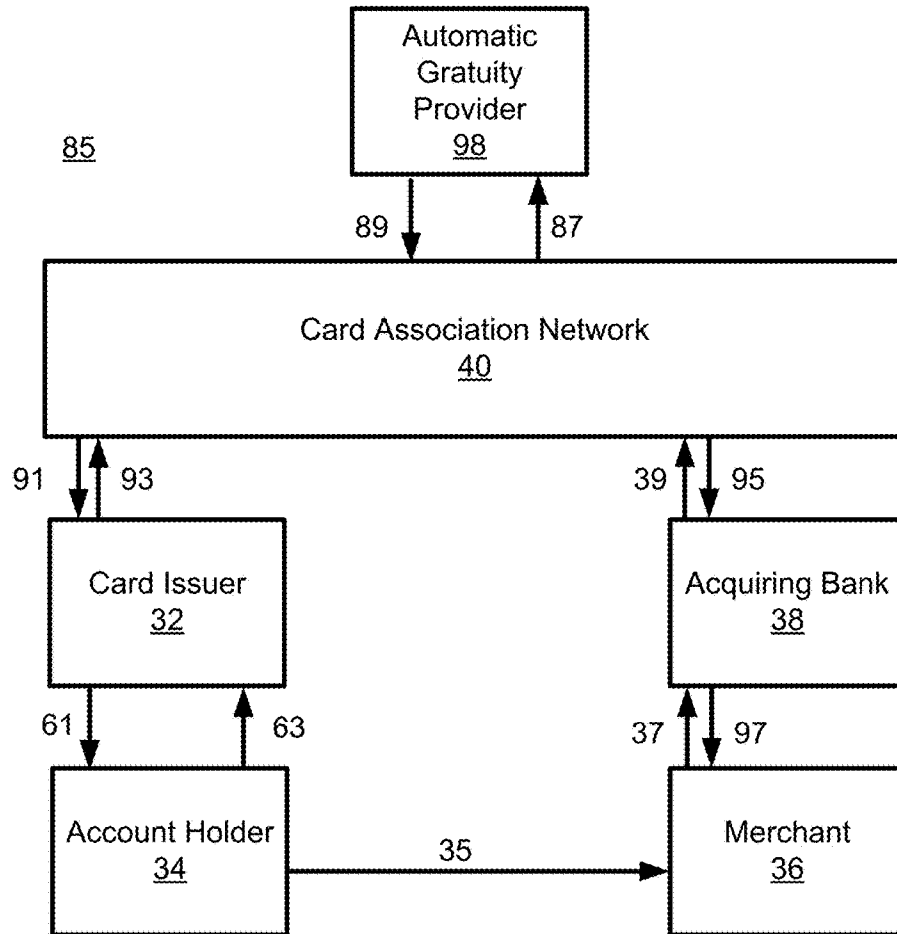 Automatic
Gratuity
Provider
98
85
89
87
Card Association Network
40
91
93
39
95
Card Issuer
32
Acquiring Bank
38
61
63
37
97
Account Holder
34
35
Merchant
36